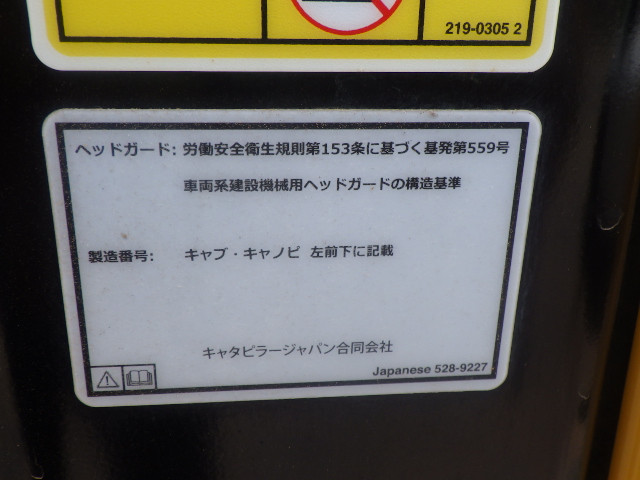 219-0305 2
ヘッドガード: 労働安全衛生規則第153条に基づく基発第559号
車両系建設機械用ヘッドガードの構造基準
製造番号: キャブ・キャノピ 左前下に記載
キャタピラージャパン合同会社
Japanese 528-9227